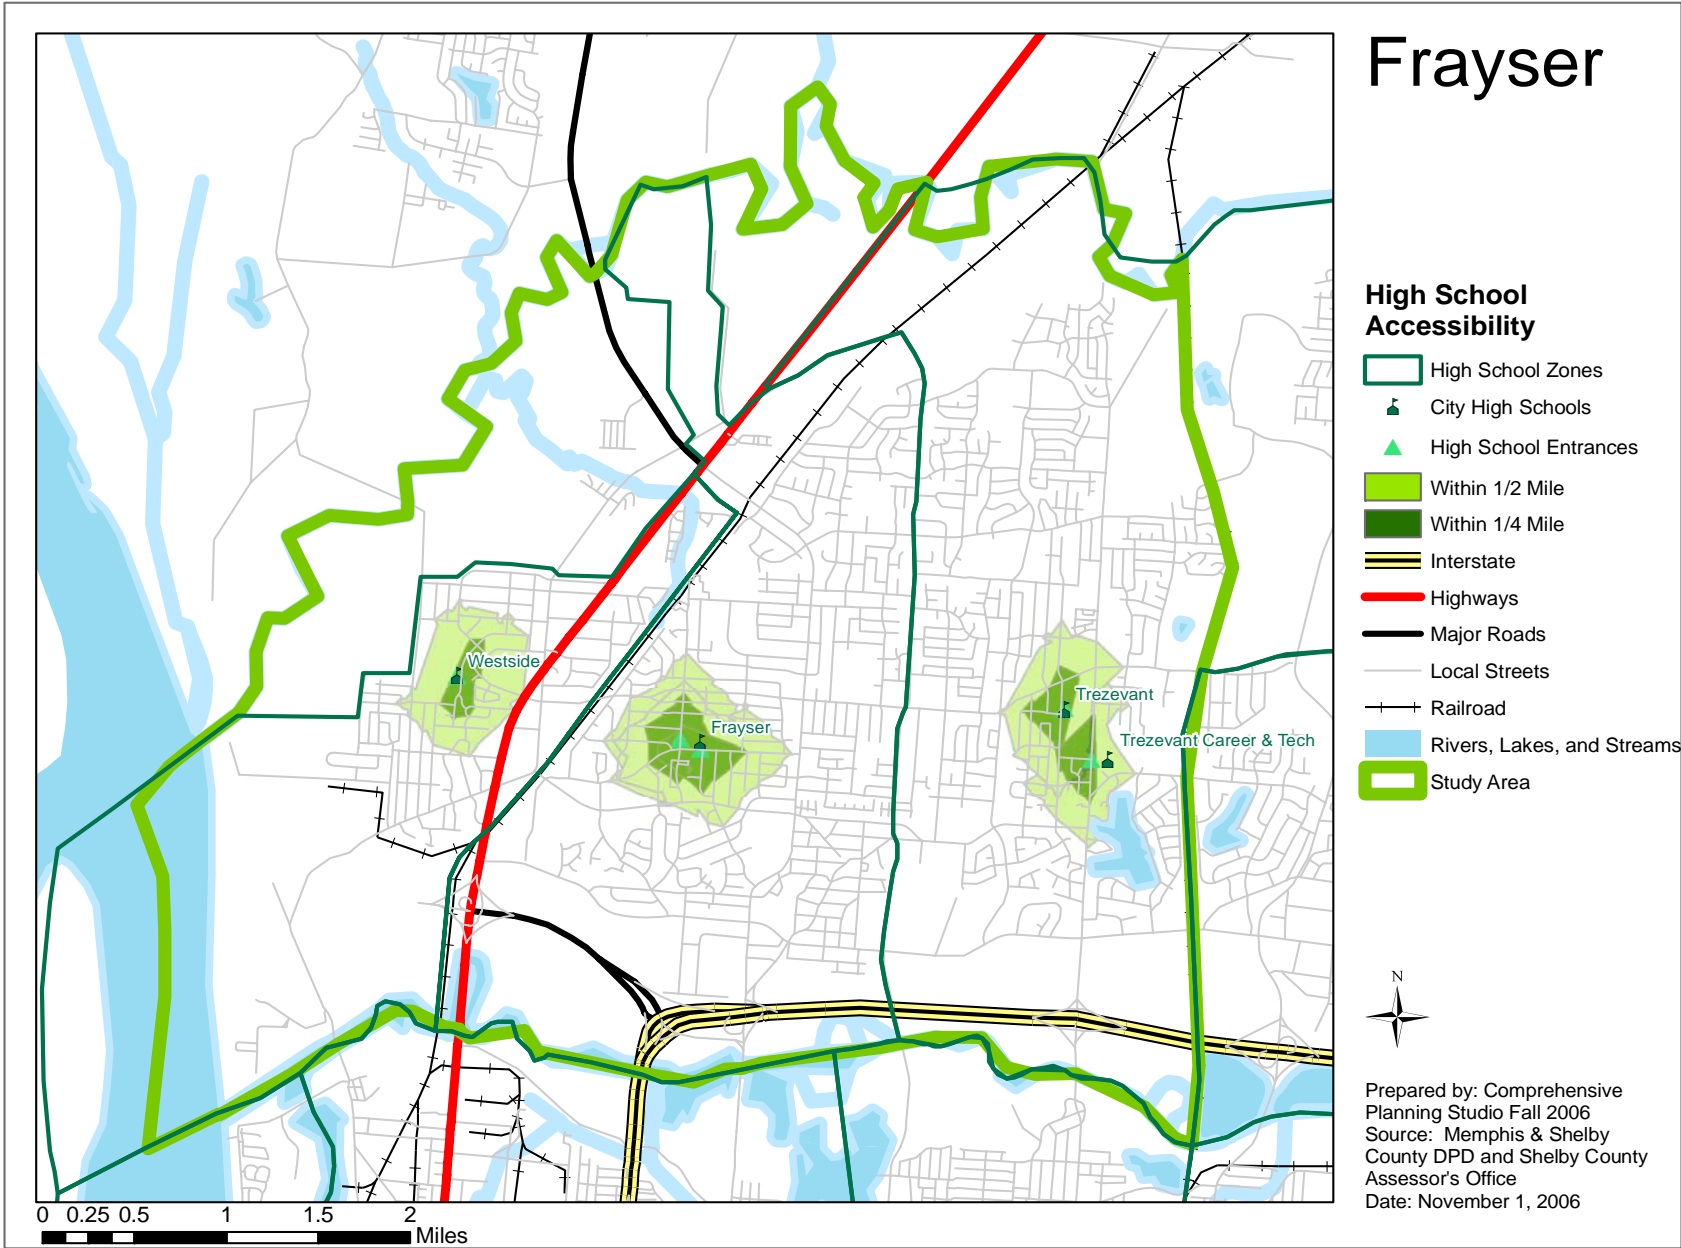 Frayser
High School
Accessibility
High School Zones
City High Schools
High School Entrances
Within 1/2 Mile
Within 1/4 Mile
Interstate
Highways
Major Roads
Local Streets
Railroad
Rivers, Lakes, and Streams
Study Area
Westside
Frayser
Trezevant
Trezevant Career & Tech
N
Prepared by: Comprehensive
Planning Studio Fall 2006
Source: Memphis & Shelby
County DPD and Shelby County
Assessor's Office
Date: November 1, 2006
0 0.25 0.5 1 1.5 2
Miles